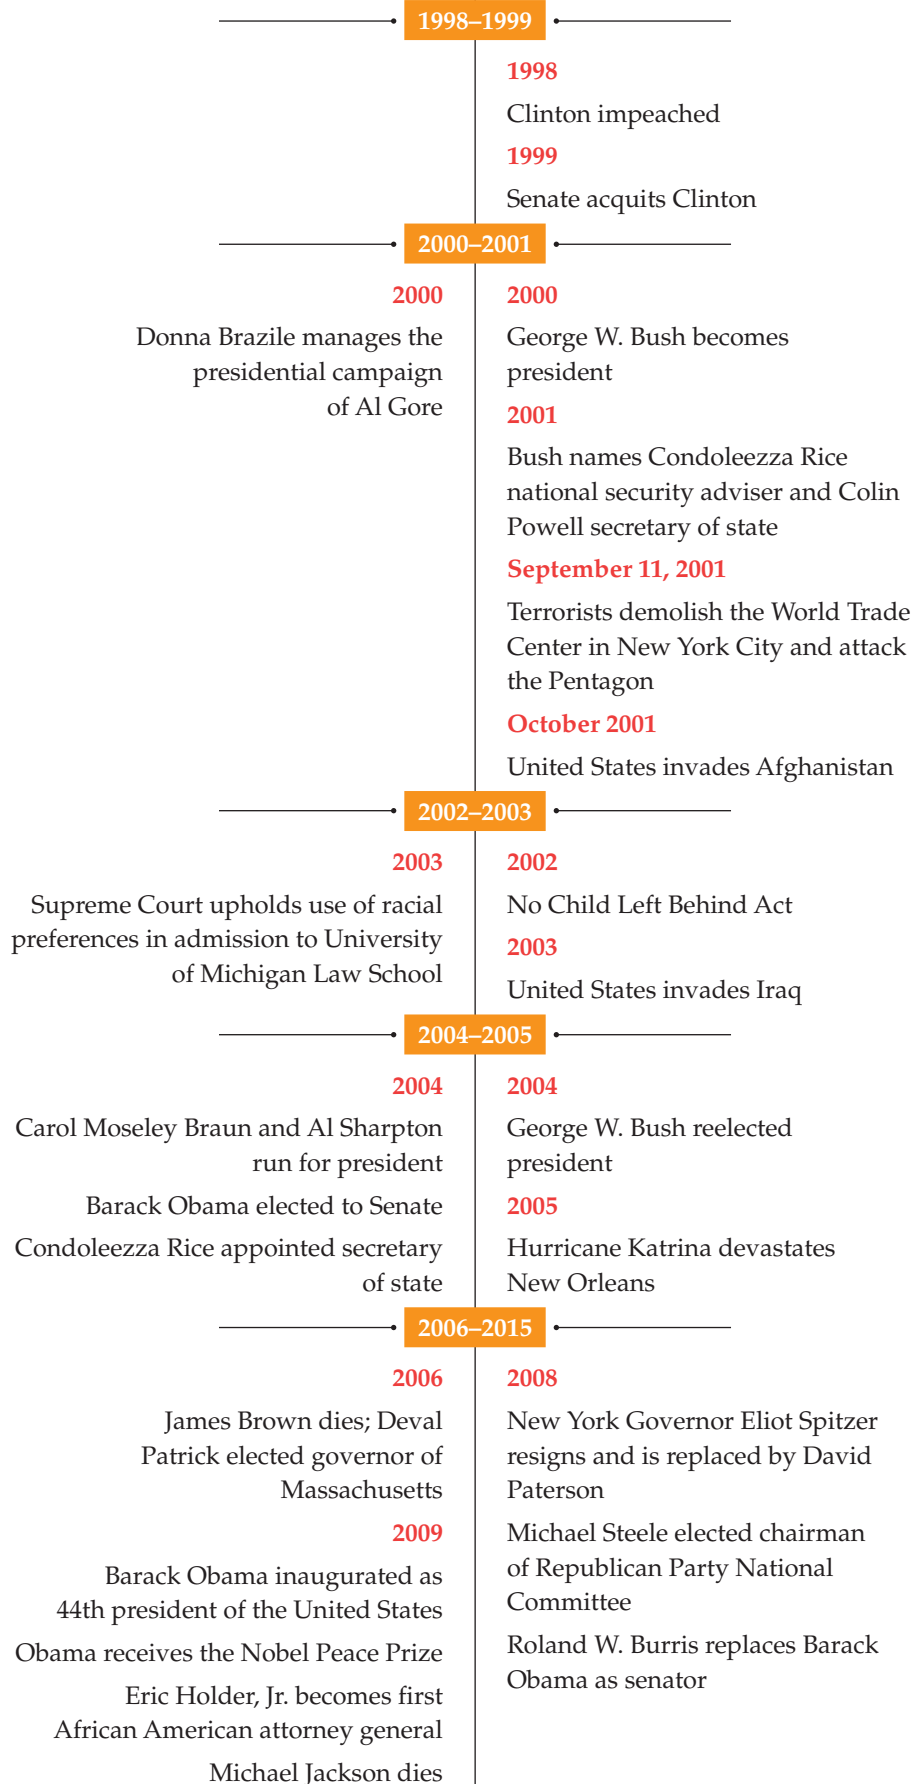 1998–1999
1998
Clinton impeached
1999
Senate acquits Clinton
2000–2001
2000
Donna Brazile manages the
presidential campaign
of Al Gore
2000
George W. Bush becomes
president
2001
Bush names Condoleezza Rice
national security adviser and Colin
Powell secretary of state
September 11, 2001
Terrorists demolish the World Trade
Center in New York City and attack
the Pentagon
October 2001
United States invades Afghanistan
2002–2003
2003
Supreme Court upholds use of racial
preferences in admission to University
of Michigan Law School
2002
No Child Left Behind Act
2003
United States invades Iraq
2004–2005
2004
Carol Moseley Braun and Al Sharpton
run for president
Barack Obama elected to Senate
Condoleezza Rice appointed secretary
of state
2004
George W. Bush reelected
president
2005
Hurricane Katrina devastates
New Orleans
2006–2015
2006
James Brown dies; Deval
Patrick elected governor of
Massachusetts
2009
Barack Obama inaugurated as
44th president of the United States
Obama receives the Nobel Peace Prize
Eric Holder, Jr. becomes first
African American attorney general
Michael Jackson dies
2008
New York Governor Eliot Spitzer
resigns and is replaced by David
Paterson
Michael Steele elected chairman
of Republican Party National
Committee
Roland W. Burris replaces Barack
Obama as senator